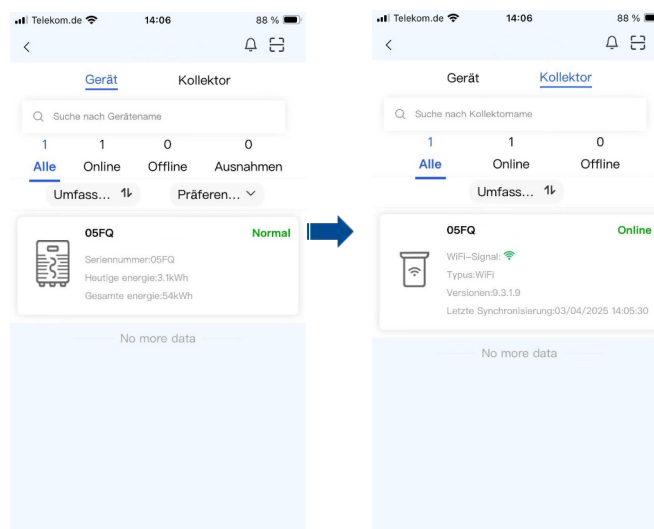 Telekom.de 14:06 88 %
Gerät Kollektor
Suche nach Gerätename
1 1 0 0
Alle Online Offline Ausnahmen
Umfass... Präferen...
05FQ Normal
Seriennummer:05FQ
Heutige energie:3.1kWh
Gesamte energie:54kWh
No more data
Telekom.de 14:06 88 %
Gerät Kollektor
Suche nach Kollektorname
1 1 0
Alle Online Offline
Umfass...
05FQ Online
WiFi-Signal:
Typus:WiFi
Versionen:9.3.1.9
Letzte Synchronisierung:03/04/2025 14:05:30
No more data